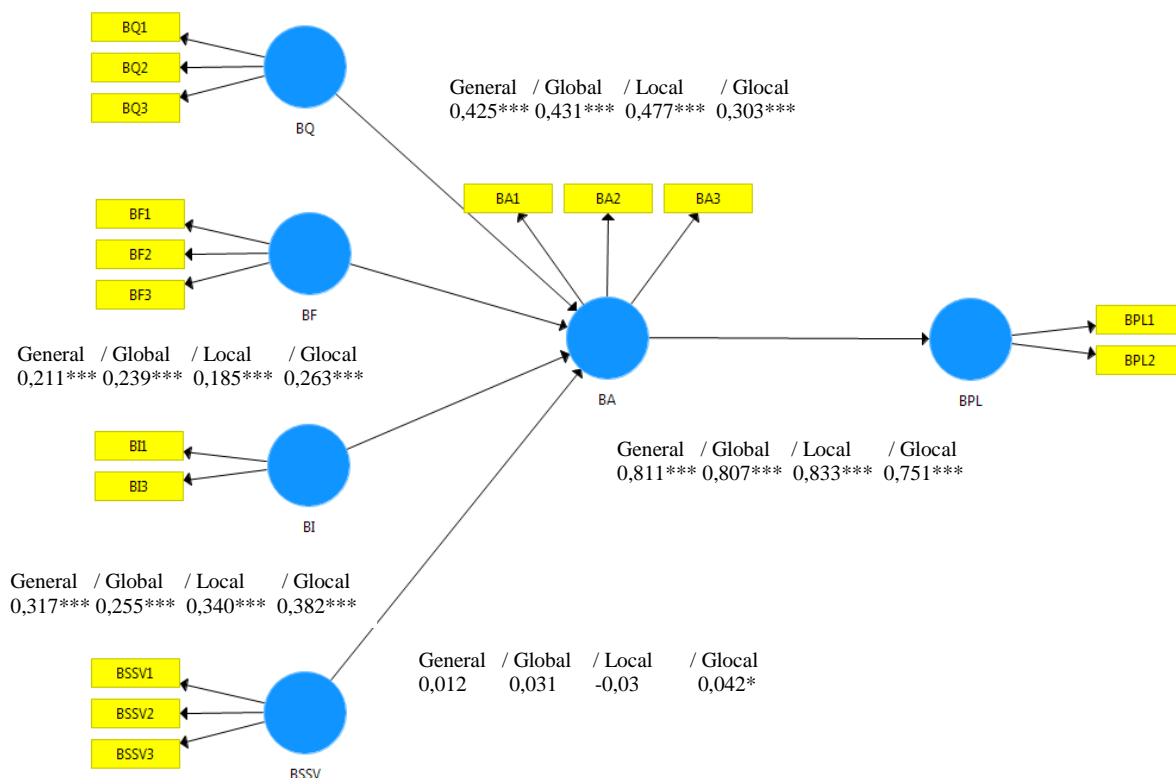 BQ1
BQ2
BQ3
BQ
General / Global / Local / Glocal
0,425*** 0,431*** 0,477*** 0,303***
BA1 BA2 BA3
BF1
BF2
BF3
BF
General / Global / Local / Glocal
0,211*** 0,239*** 0,185*** 0,263***
BA
BPL1
BPL2
BPL
BI1
BI3
BI
General / Global / Local / Glocal
0,811*** 0,807*** 0,833*** 0,751***
General / Global / Local / Glocal
0,317*** 0,255*** 0,340*** 0,382***
General / Global / Local / Glocal
0,012 0,031 -0,03 0,042*
BSSV1
BSSV2
BSSV3
BSSV